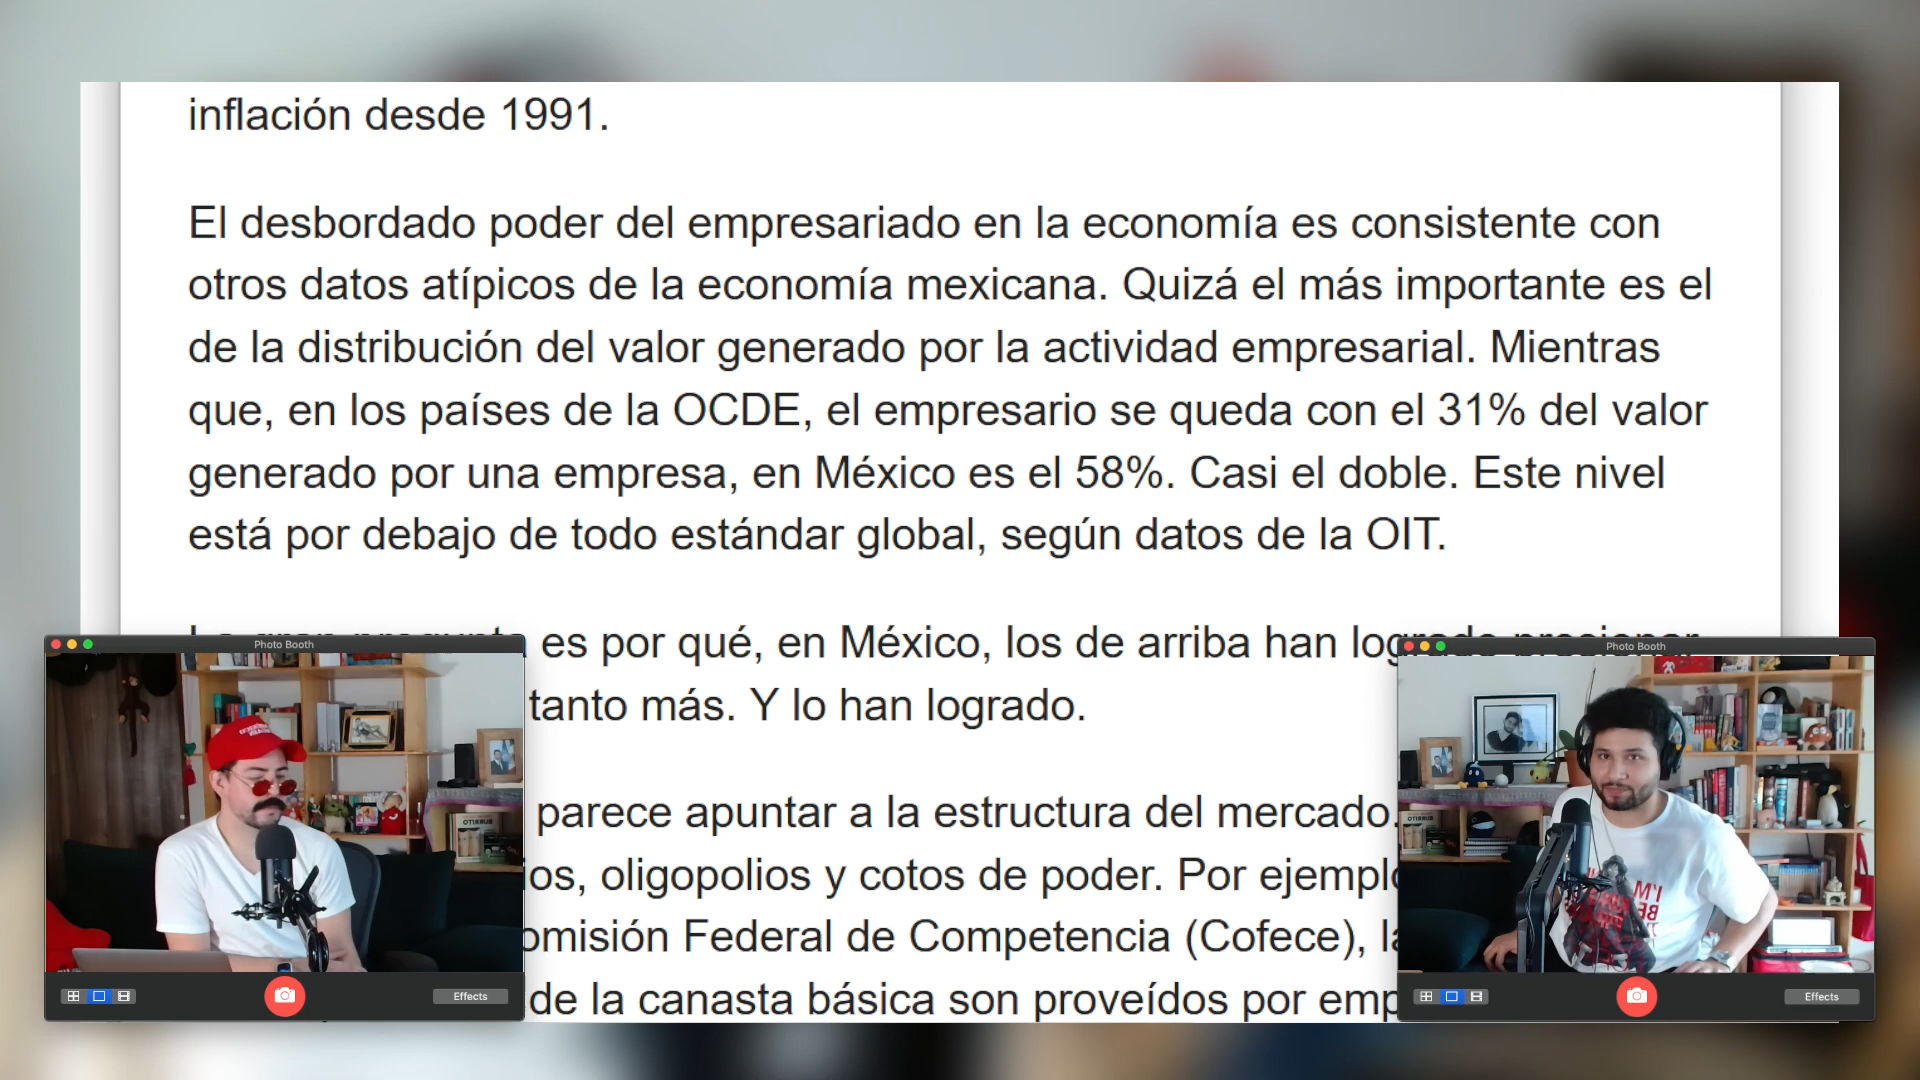 inflación desde 1991.
El desbordado poder del empresariado en la economía es consistente con
otros datos atípicos de la economía mexicana. Quizá el más importante es el
de la distribución del valor generado por la actividad empresarial. Mientras
que, en los países de la OCDE, el empresario se queda con el 31% del valor
generado por una empresa, en México es el 58%. Casi el doble. Este nivel
está por debajo de todo estándar global, según datos de la OIT.
es por qué, en México, los de arriba han
tanto más. Y lo han logrado.
parece apuntar a la estructura del mercado.
oligopolios y cotos de poder. Por
Federal de Competencia (Cofece),
de la canasta básica son proveídos por
Photo Booth
Effects
Photo Booth
BURRITO
I'M
Effects